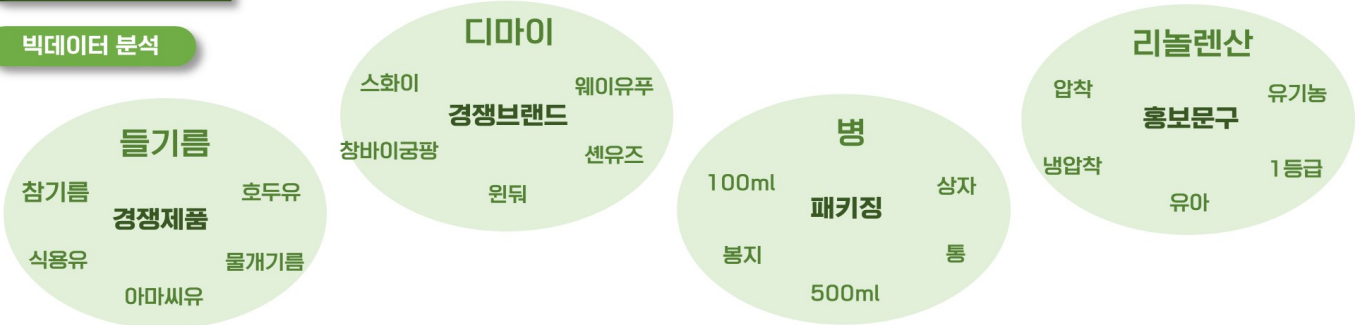 빅데이터 분석
들기름
참기름
호두유
경쟁제품
식용유
물개기름
아마씨유
디마이
스화이
웨이유푸
경쟁브랜드
창바이궁팡
셴유즈
윈둬
병
100ml
상자
패키징
봉지
통
500ml
리놀렌산
압착
유기농
홍보문구
냉압착
1등급
유아